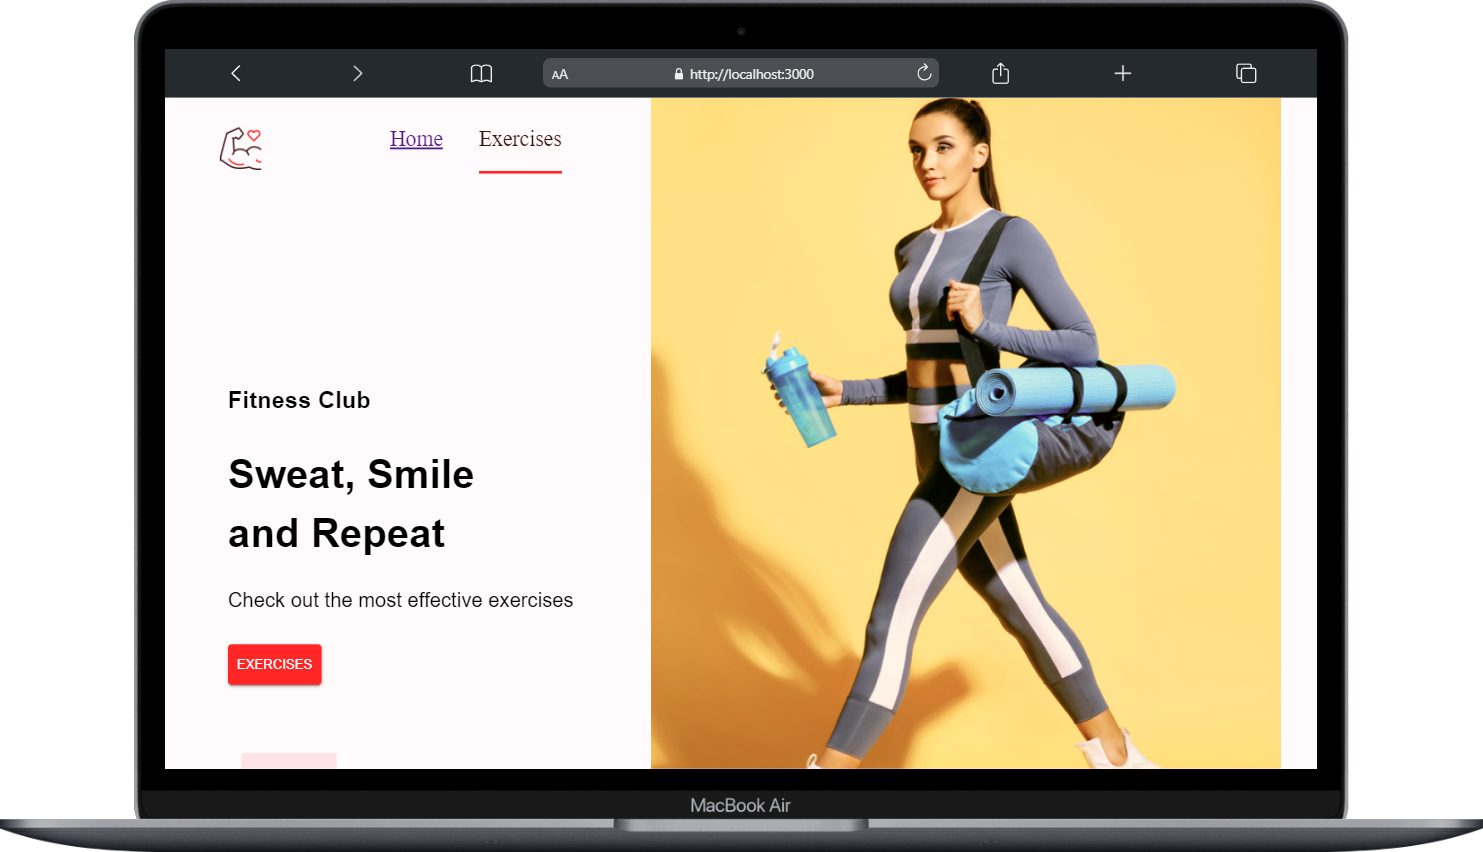 AA
http://localhost:3000
Home
Exercises
Fitness Club
Sweat, Smile
and Repeat
Check out the most effective exercises
EXERCISES
MacBook Air